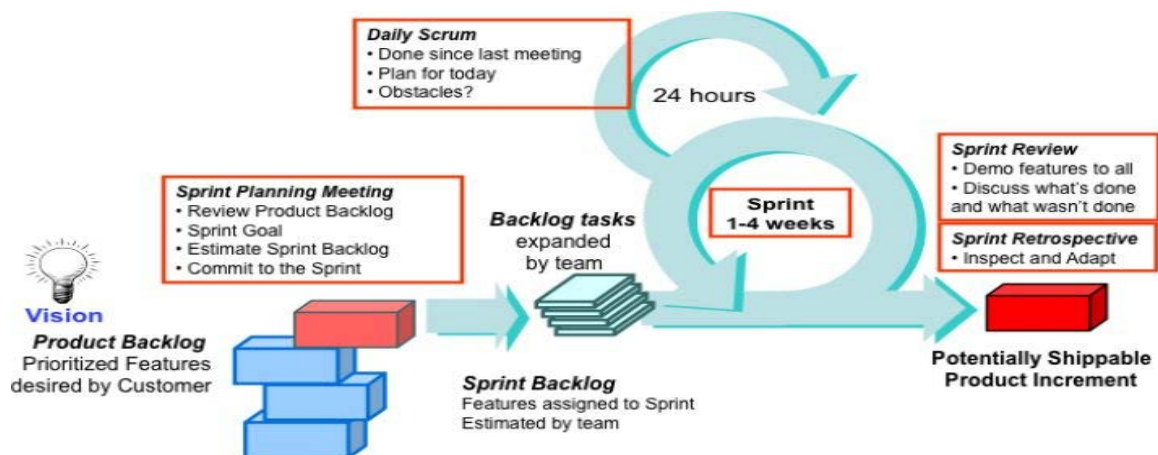 Daily Scrum
• Done since last meeting
• Plan for today
• Obstacles?
24 hours
Sprint Planning Meeting
• Review Product Backlog
• Sprint Goal
• Estimate Sprint Backlog
• Commit to the Sprint
Backlog tasks
expanded
by team
Sprint
1-4 weeks
Sprint Review
• Demo features to all
• Discuss what's done
and what wasn't done
Sprint Retrospective
• Inspect and Adapt
Vision
Product Backlog
Prioritized Features
desired by Customer
Sprint Backlog
Features assigned to Sprint
Estimated by team
Potentially Shippable
Product Increment